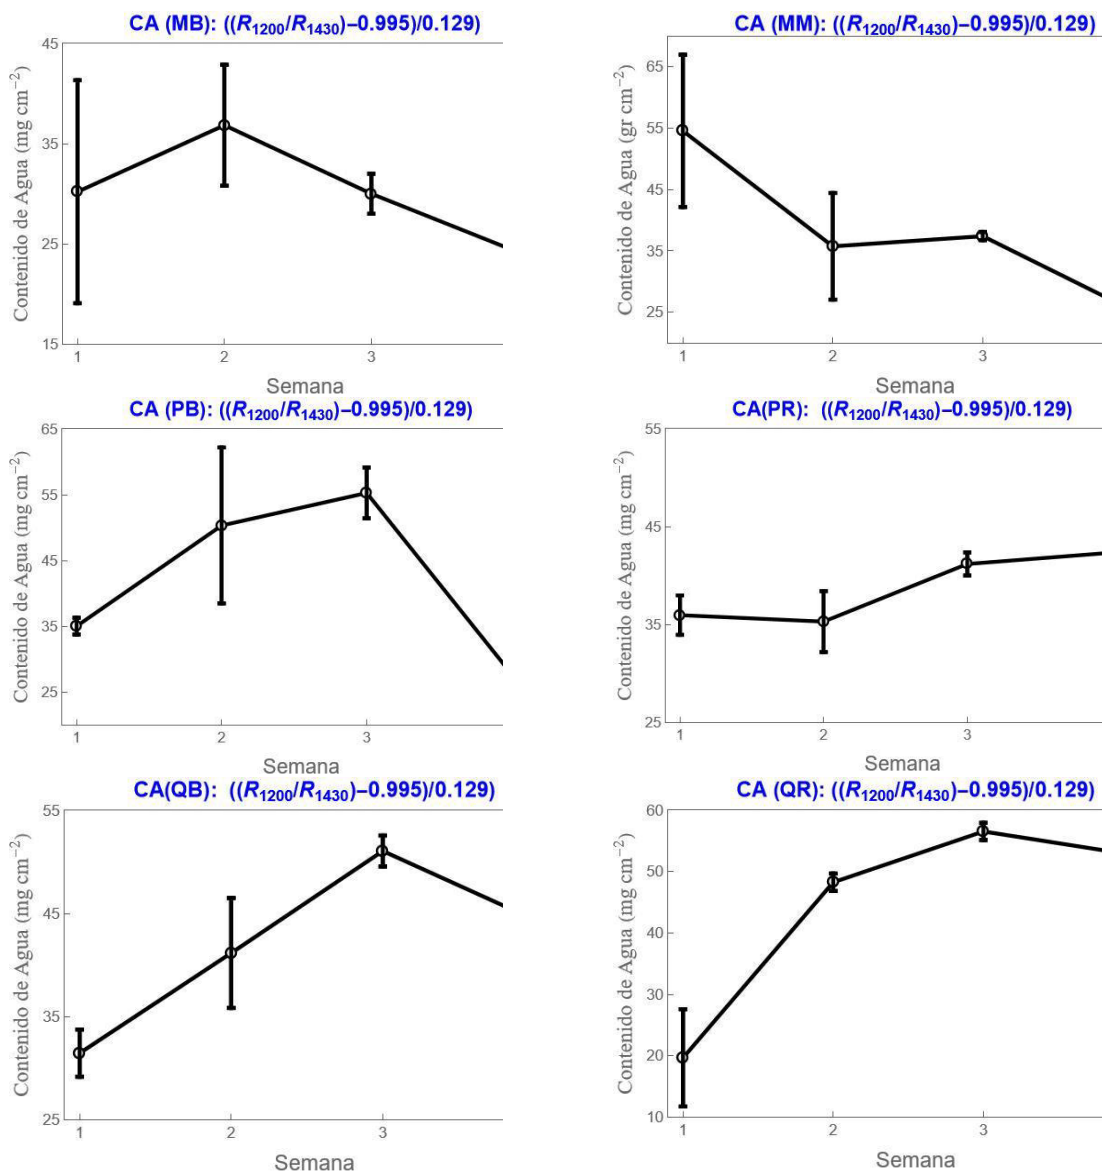 CA (MB): ((R1200/R1430)−0.995)/0.129)
Contenido de Agua (mg cm−2)
45
35
25
15
1 2 3
Semana
CA (MM): ((R1200/R1430)−0.995)/0.129)
Contenido de Agua (gr cm−2)
65
55
45
35
25
1 2 3
Semana
CA (PB): ((R1200/R1430)−0.995)/0.129)
Contenido de Agua (mg cm−2)
65
55
45
35
25
1 2 3
Semana
CA(PR): ((R1200/R1430)−0.995)/0.129)
Contenido de Agua (mg cm−2)
55
45
35
25
1 2 3
Semana
CA(QB): ((R1200/R1430)−0.995)/0.129)
Contenido de Agua (mg cm−2)
55
45
35
25
1 2 3
Semana
CA (QR): ((R1200/R1430)−0.995)/0.129)
Contenido de Agua (mg cm−2)
60
50
40
30
20
10
1 2 3
Semana